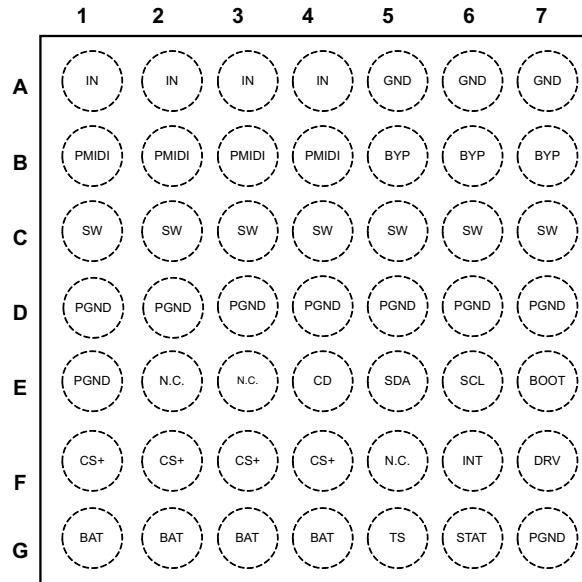 1 2 3 4 5 6 7
A IN IN IN IN GND GND GND
B PMIDI PMIDI PMIDI PMIDI BYP BYP BYP
C SW SW SW SW SW SW SW
D PGND PGND PGND PGND PGND PGND PGND
E PGND N.C. N.C. CD SDA SCL BOOT
F CS+ CS+ CS+ CS+ N.C. INT DRV
G BAT BAT BAT BAT TS STAT PGND